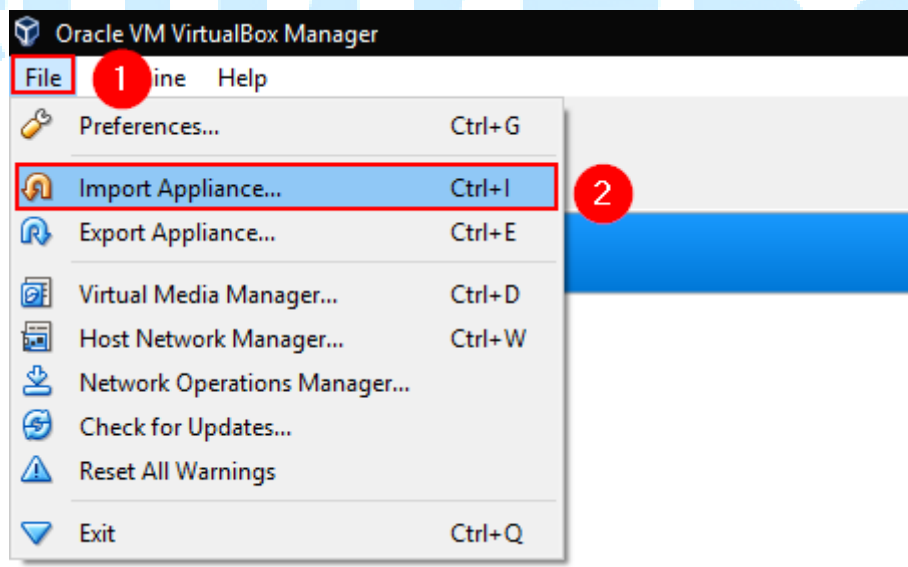 Oracle VM VirtualBox Manager
File 1 ine Help
Preferences... Ctrl+G
Import Appliance... Ctrl+I 2
Export Appliance... Ctrl+E
Virtual Media Manager... Ctrl+D
Host Network Manager... Ctrl+W
Network Operations Manager...
Check for Updates...
Reset All Warnings
Exit Ctrl+Q